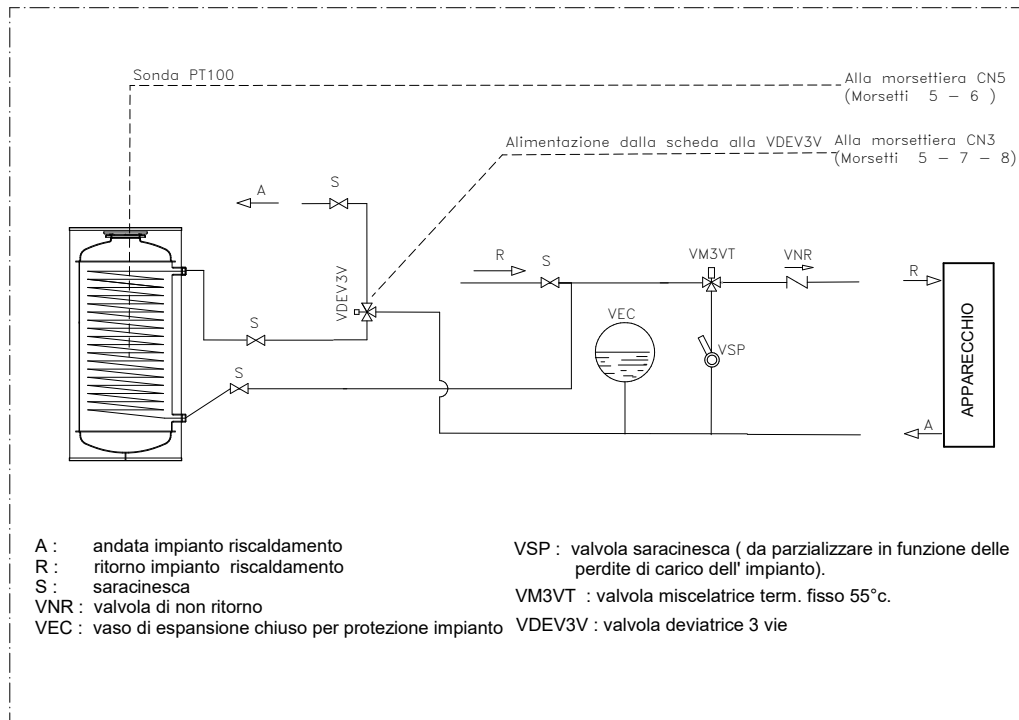 Sonda PT100
Alla morsettiera CN5
(Morsetti 5 - 6 )
Alimentazione dalla scheda alla VDEV3V
Alla morsettiera CN3
(Morsetti 5 - 7 - 8)
A
S
R
S
VM3VT
VNR
R
VDEV3V
S
VEC
VSP
S
A
APPARECCHIO
A : andata impianto riscaldamento
R : ritorno impianto riscaldamento
S : saracinesca
VNR : valvola di non ritorno
VEC : vaso di espansione chiuso per protezione impianto
VSP : valvola saracinesca ( da parzializzare in funzione delle
perdite di carico dell' impianto).
VM3VT : valvola miscelatrice term. fisso 55°c.
VDEV3V : valvola deviatrice 3 vie